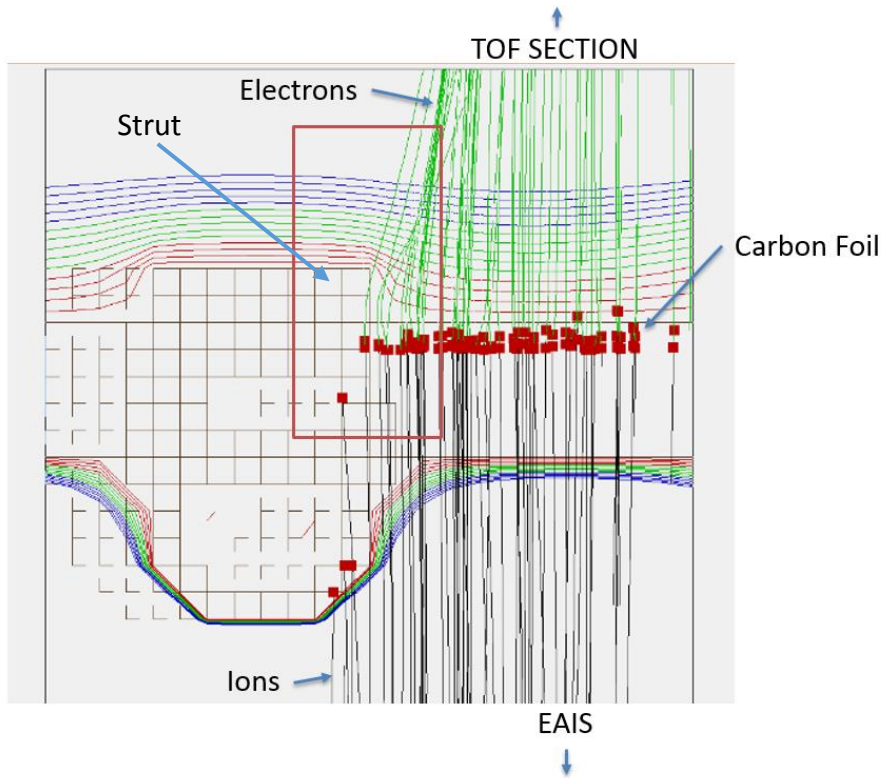 TOF SECTION
Electrons
Strut
Carbon Foil
Ions
EAIS